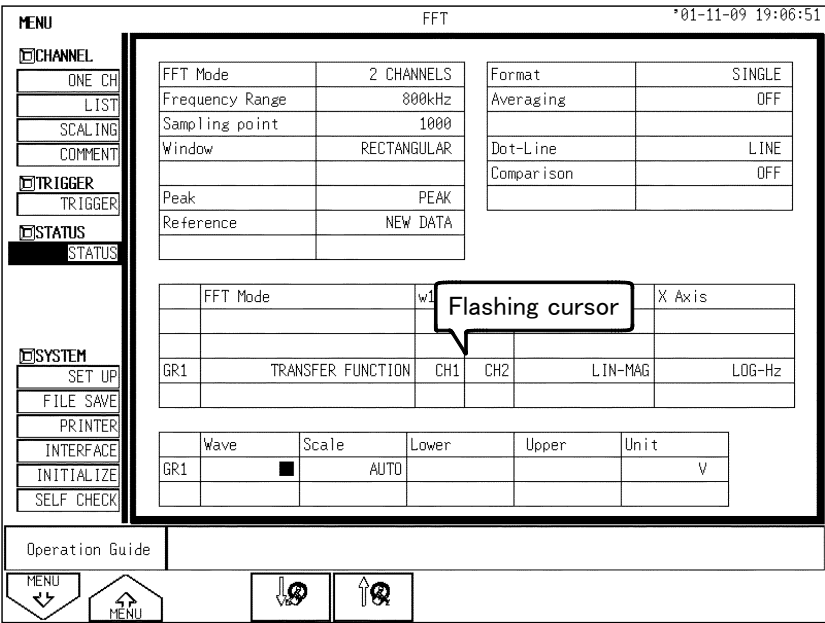 MENU FFT '01-11-09 19:06:51
CHANNEL
ONE CH
LIST
SCALING
COMMENT
TRIGGER
TRIGGER
STATUS
STATUS
SYSTEM
SET UP
FILE SAVE
PRINTER
INTERFACE
INITIALIZE
SELF CHECK
FFT Mode 2 CHANNELS
Frequency Range 800kHz
Sampling point 1000
Window RECTANGULAR
Peak PEAK
Reference NEW DATA
Format SINGLE
Averaging OFF
Dot-Line LINE
Comparison OFF
FFT Mode w1 X Axis
Flashing cursor
GR1 TRANSFER FUNCTION CH1 CH2 LIN-MAG LOG-Hz
Wave Scale Lower Upper Unit
GR1 AUTO V
Operation Guide
MENU
MENU